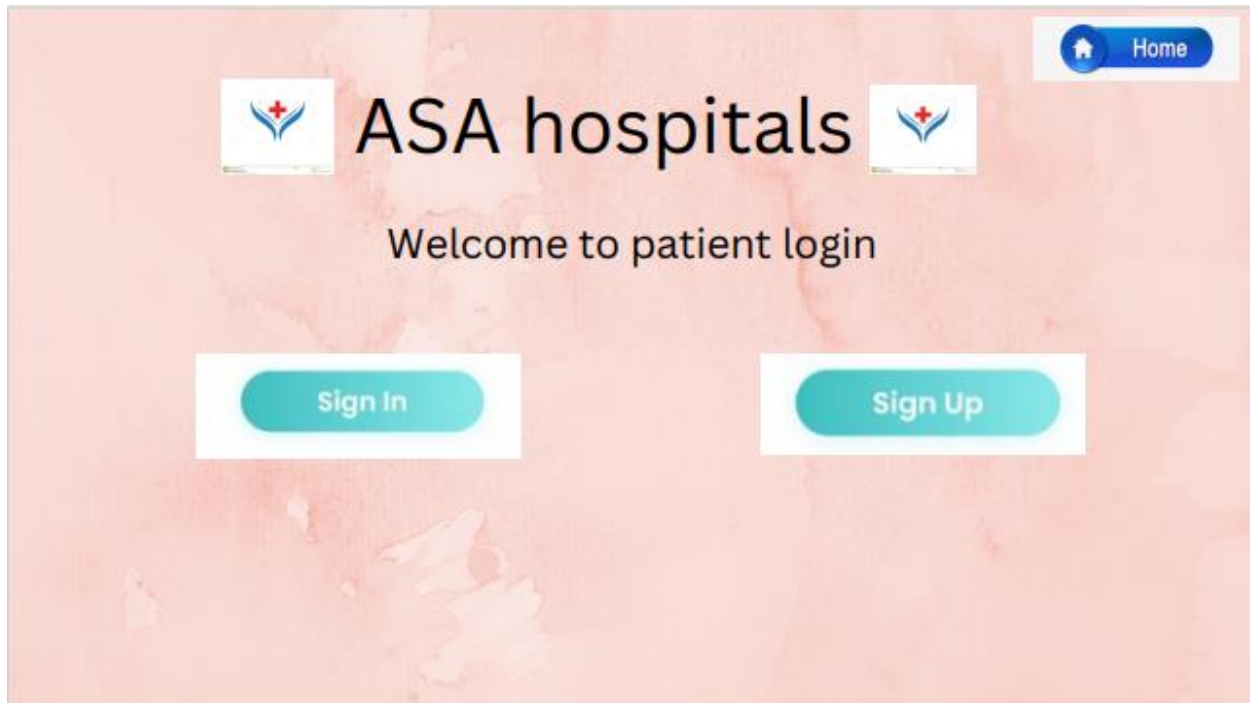 Home
ASA hospitals
Welcome to patient login
Sign In
Sign Up